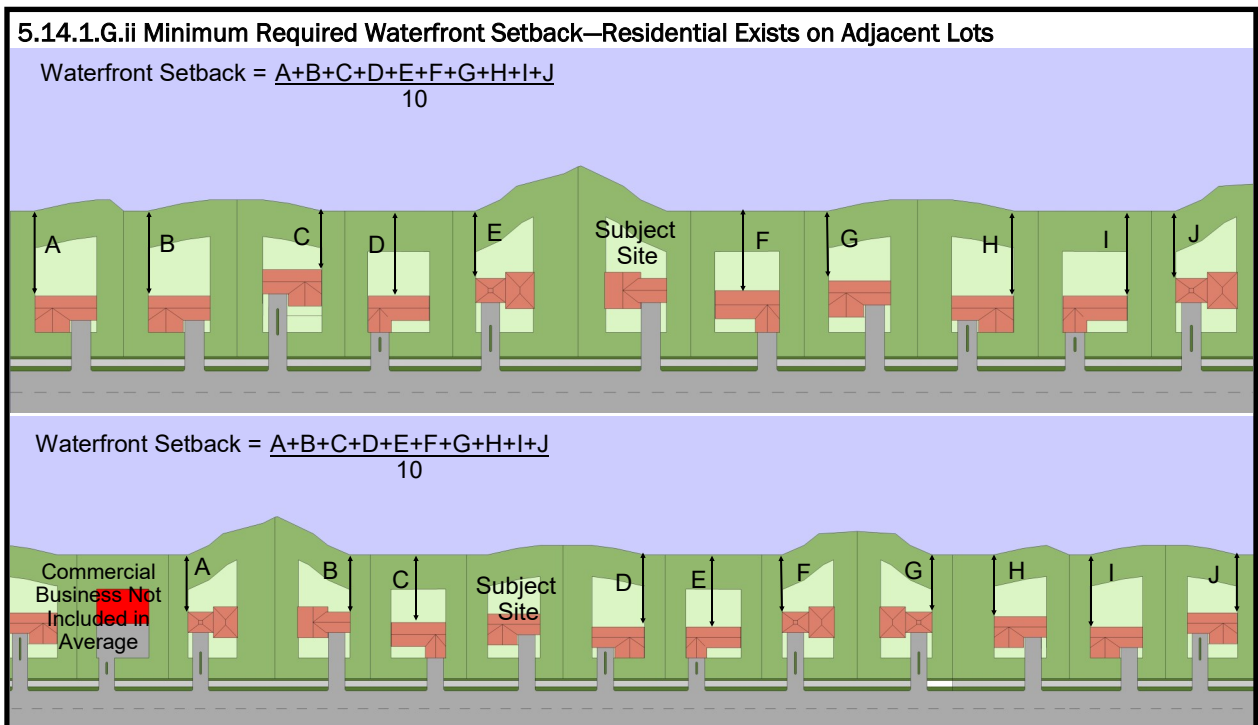 5.14.1.G.ii Minimum Required Waterfront Setback—Residential Exists on Adjacent Lots
Waterfront Setback = A+B+C+D+E+F+G+H+I+J
10
A
B
C
D
E
Subject
Site
F
G
H
I
J
Waterfront Setback = A+B+C+D+E+F+G+H+I+J
10
Commercial
Business Not
Included in
Average
A
B
C
Subject
Site
D
E
F
G
H
I
J